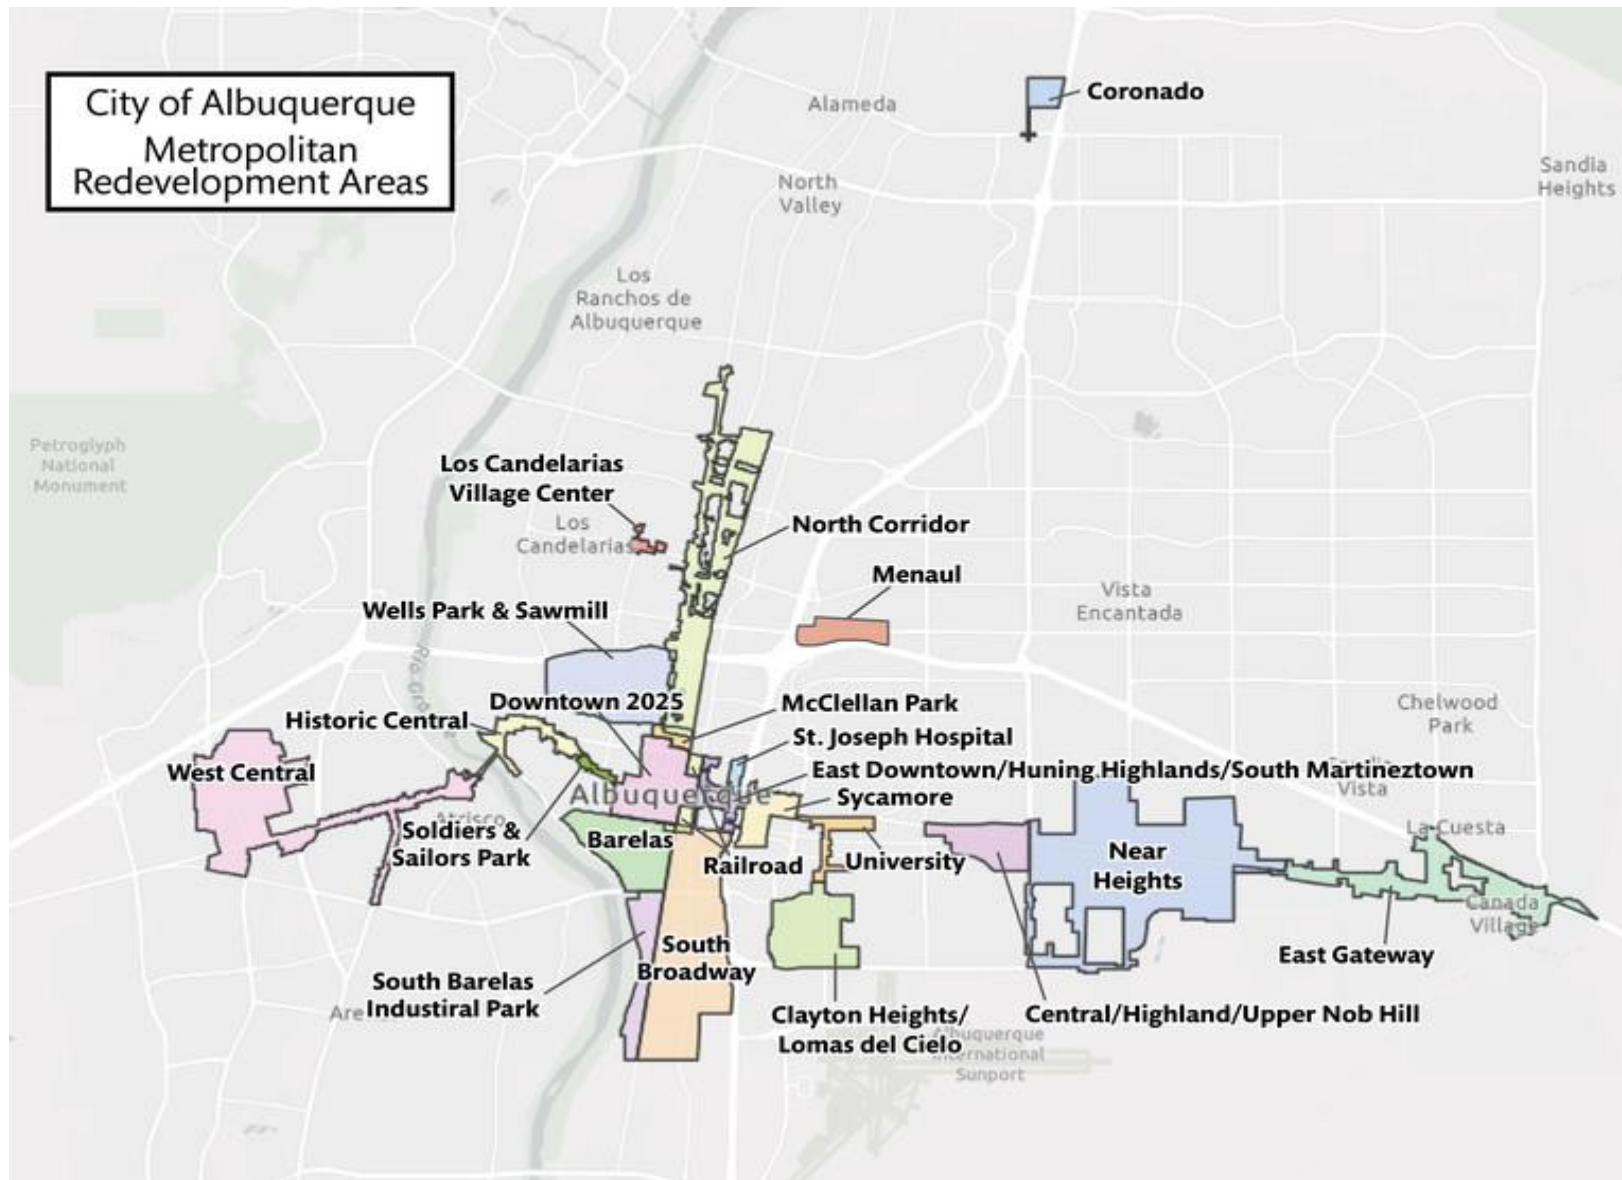 City of Albuquerque
Metropolitan
Redevelopment Areas
Coronado
Alameda
Sandia
Heights
North
Valley
Los
Ranchos de
Albuquerque
Petroglyph
National
Monument
Los Candelarias
Village Center
Los
Candelarias
North Corridor
Menaul
Vista
Encantada
Wells Park & Sawmill
Downtown 2025
McClellan Park
Chelwood
Park
Historic Central
St. Joseph Hospital
West Central
East Downtown/Huning Highlands/South Martineztown
Vista
Albuquerque
Sycamore
Atrisco
Soldiers &
Sailors Park
Barelas
Railroad
University
La Cuesta
Near
Heights
Canada
Village
East Gateway
South
Broadway
South Barelas
Industiral Park
Are
Clayton Heights/
Lomas del Cielo
Central/Highland/Upper Nob Hill
Albuquerque
International
Sunport